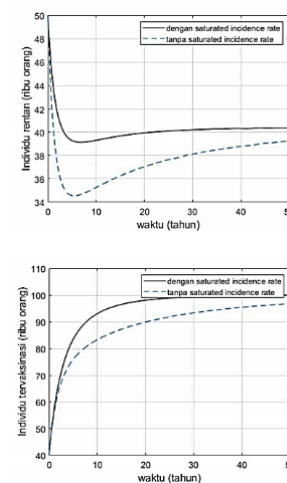 50
48
46
44
42
40
38
36
34
Individu rentan (ribu orang)
dengan saturated incidence rate
tanpa saturated incidence rate
0 10 20 30 40 50
waktu (tahun)
110
100
90
80
70
60
50
40
Individu tervaksinasi (ribu orang)
dengan saturated incidence rate
tanpa saturated incidence rate
0 10 20 30 40 50
waktu (tahun)